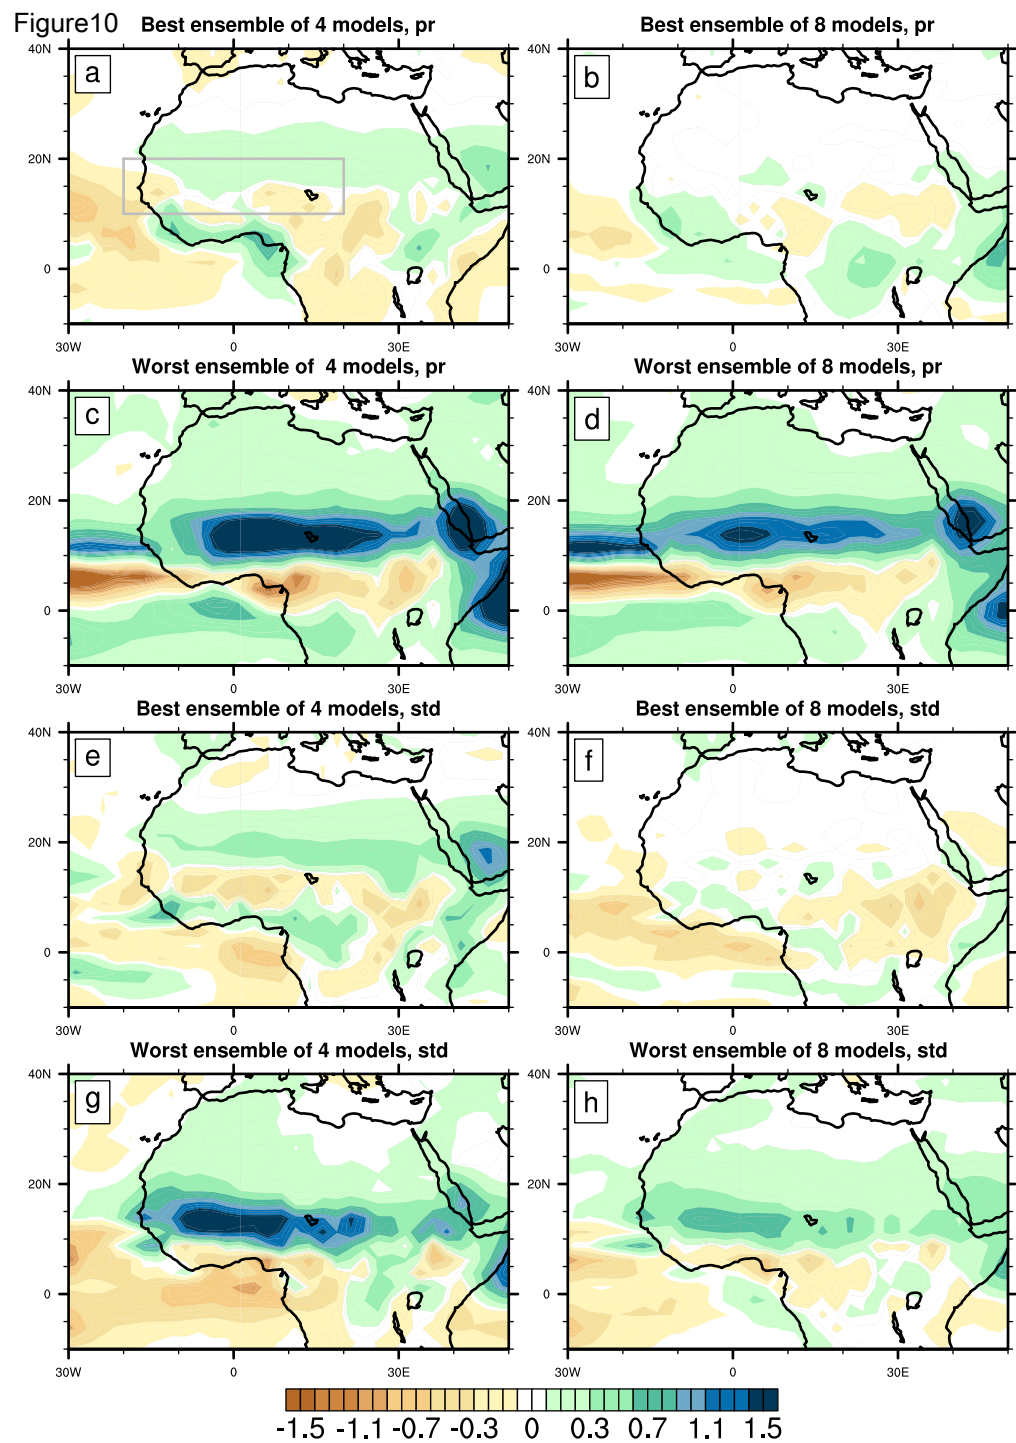 Figure10
Best ensemble of 4 models, pr
Best ensemble of 8 models, pr
40N
a
b
20N
0
30W 0 30E
30W 0 30E
Worst ensemble of 4 models, pr
Worst ensemble of 8 models, pr
40N
40N
c
d
20N
20N
0
0
30W 0 30E
30W 0 30E
Best ensemble of 4 models, std
Best ensemble of 8 models, std
40N
40N
e
f
20N
20N
0
0
30W 0 30E
30W 0 30E
Worst ensemble of 4 models, std
Worst ensemble of 8 models, std
40N
40N
g
h
20N
20N
0
0
30W 0 30E
30W 0 30E
-1.5 -1.1 -0.7 -0.3 0 0.3 0.7 1.1 1.5